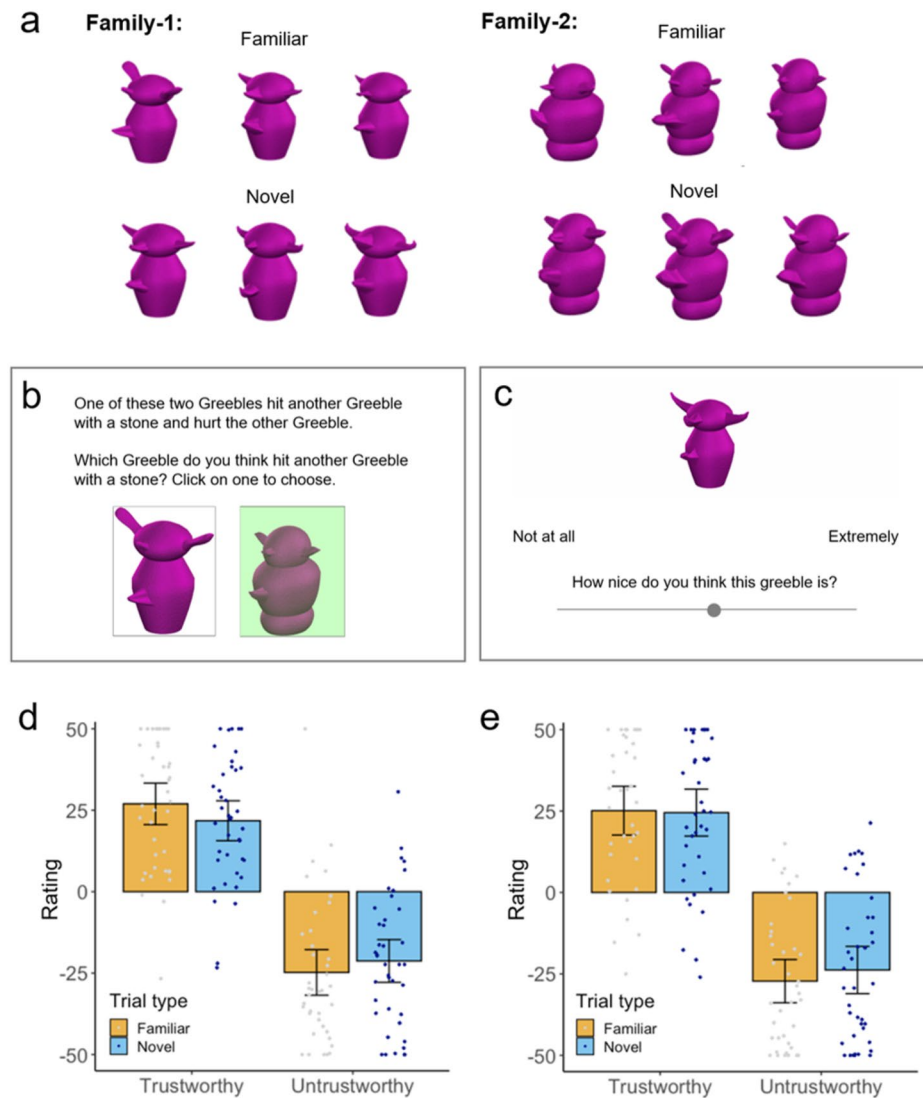 a
Family-1:
Familiar
Novel
Family-2:
Familiar
Novel
b
One of these two Greebles hit another Greeble
with a stone and hurt the other Greeble.
Which Greeble do you think hit another Greeble
with a stone? Click on one to choose.
c
Not at all
Extremely
How nice do you think this greeble is?
d
50
25
0
-25
-50
Rating
Trial type
Familiar
Novel
Trustworthy
Untrustworthy
e
50
25
0
-25
-50
Rating
Trial type
Familiar
Novel
Trustworthy
Untrustworthy